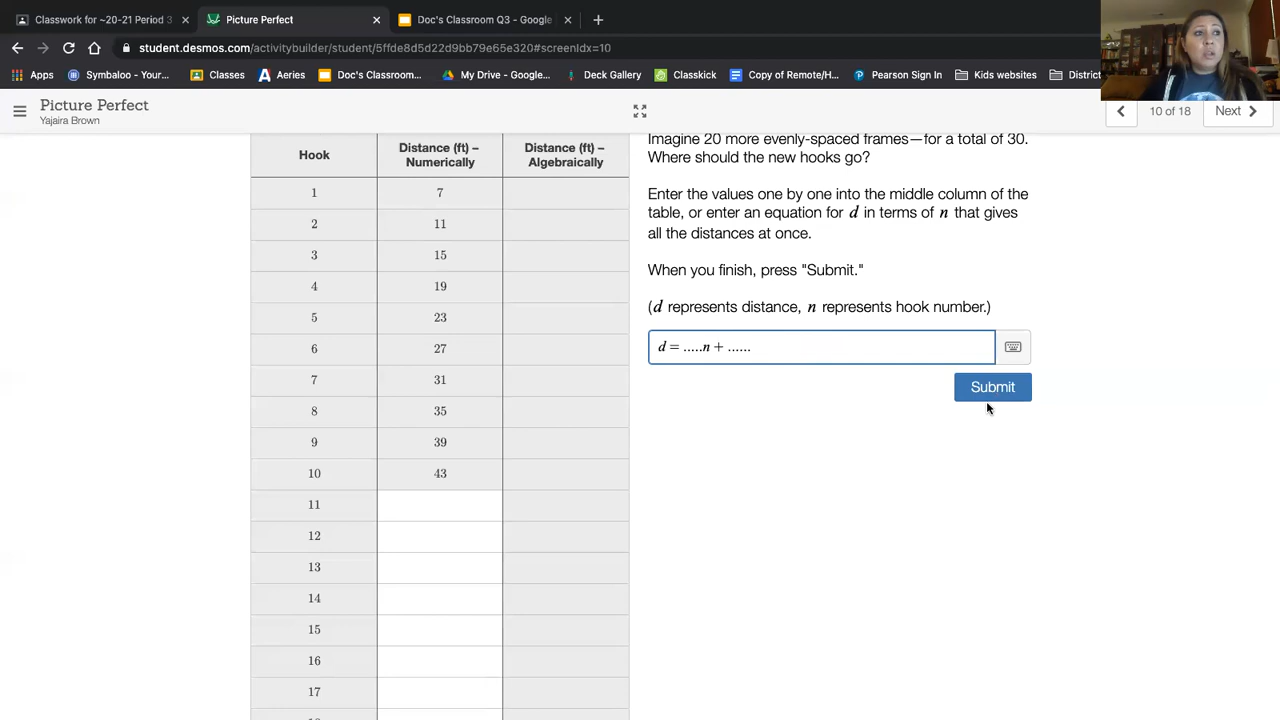 Classwork for ~20-21 Period 3
Picture Perfect
Doc's Classroom Q3 - Google
student.desmos.com/activitybuilder/student/5ffde8d5d22d9bb79e65e320#screenIdx=10
Apps
Symbaloo - Your...
Classes
Aeries
Doc's Classroom...
My Drive - Google...
Deck Gallery
Classkick
Copy of Remote/H...
Pearson Sign In
Kids websites
District
Picture Perfect
Yajaira Brown
10 of 18
Next
Hook
Distance (ft) – Numerically
Distance (ft) – Algebraically
1 7
2 11
3 15
4 19
5 23
6 27
7 31
8 35
9 39
10 43
11
12
13
14
15
16
17
Imagine 20 more evenly-spaced frames—for a total of 30.
Where should the new hooks go?
Enter the values one by one into the middle column of the
table, or enter an equation for d in terms of n that gives
all the distances at once.
When you finish, press "Submit."
(d represents distance, n represents hook number.)
d = .....n + ......
Submit